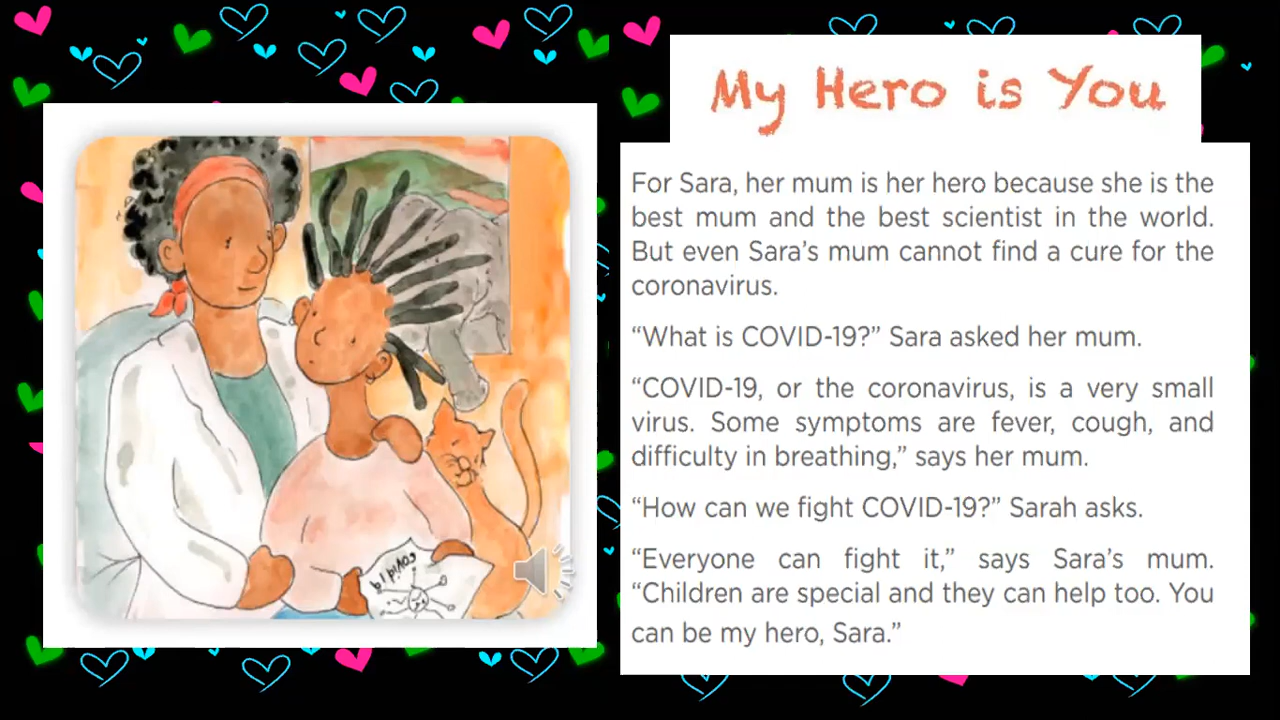 My Hero is You
For Sara, her mum is her hero because she is the
best mum and the best scientist in the world.
But even Sara’s mum cannot find a cure for the
coronavirus.
“What is COVID-19?” Sara asked her mum.
“COVID-19, or the coronavirus, is a very small
virus. Some symptoms are fever, cough, and
difficulty in breathing,” says her mum.
“How can we fight COVID-19?” Sarah asks.
“Everyone can fight it,” says Sara’s mum.
“Children are special and they can help too. You
can be my hero, Sara.”
covid 19